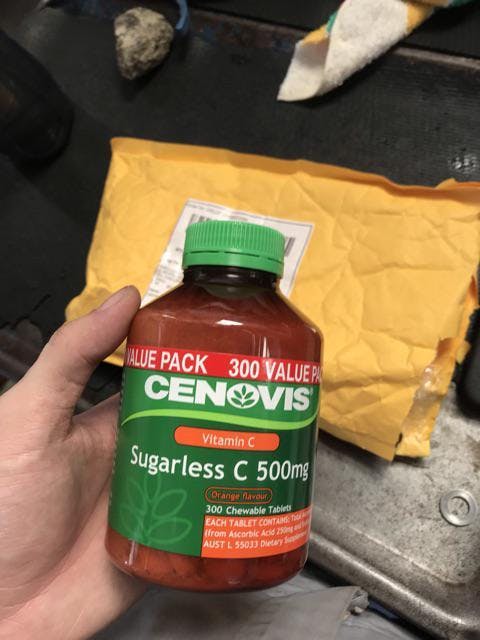 VALUE PACK 300 VALUE PA
CENOVIS
Vitamin C
Sugarless C 500mg
Orange flavour
300 Chewable Tablets
EACH TABLET CONTAINS: Total
(from Ascorbic Acid 250mg and
AUST L 55033 Dietary Supplement